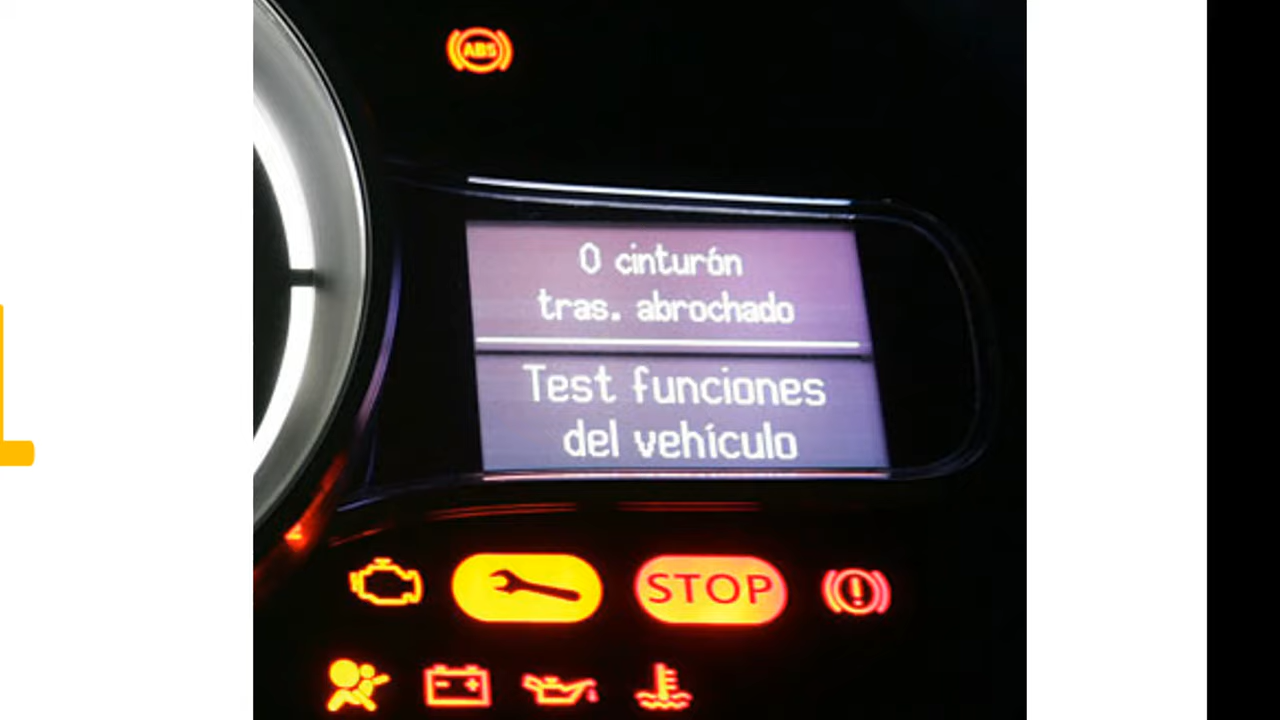 ABS
0 cinturón
tras. abrochado
Test funciones
del vehículo
STOP